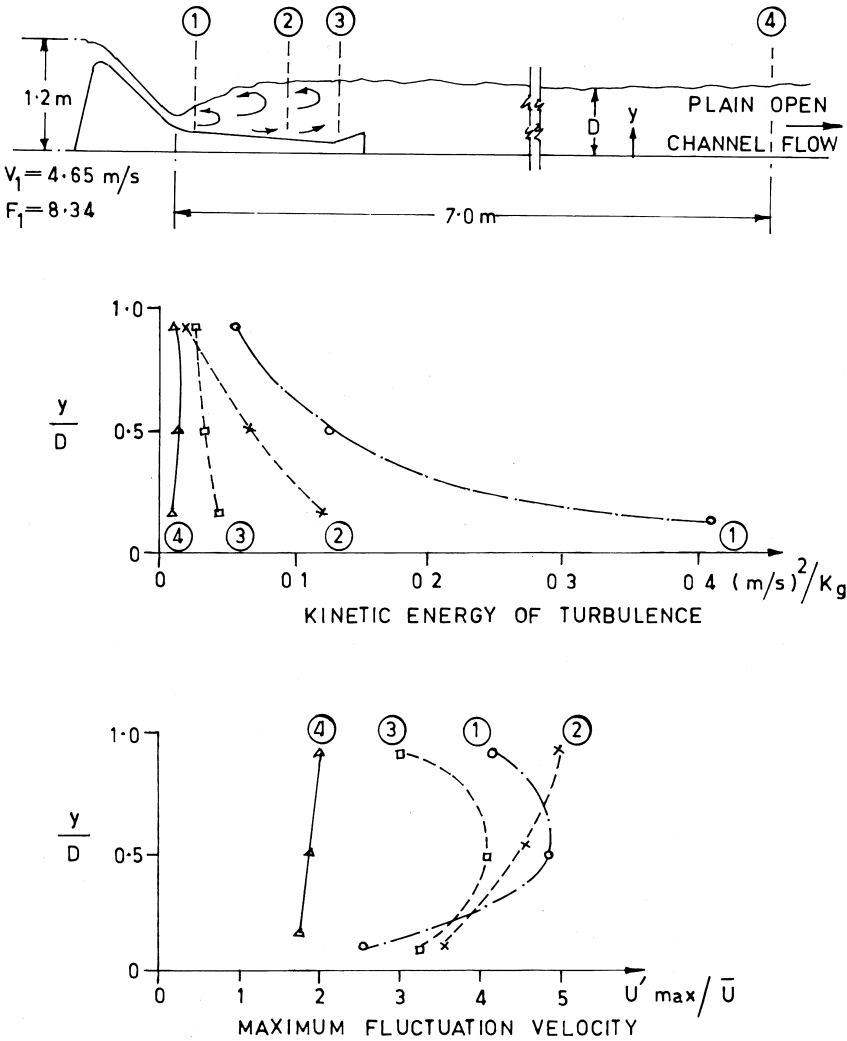 1 2 3 4
1·2 m
D y PLAIN OPEN
CHANNEL FLOW
V1 = 4·65 m/s
F1 = 8·34
7·0 m
1·0
y/D
0·5
4 3 2 1
0
0 0 1 0 2 0 3 0 4 (m/s)2/Kg
KINETIC ENERGY OF TURBULENCE
1·0
4 3 1 2
y/D
0·5
0
0 1 2 3 4 5 U' max/U̅
MAXIMUM FLUCTUATION VELOCITY